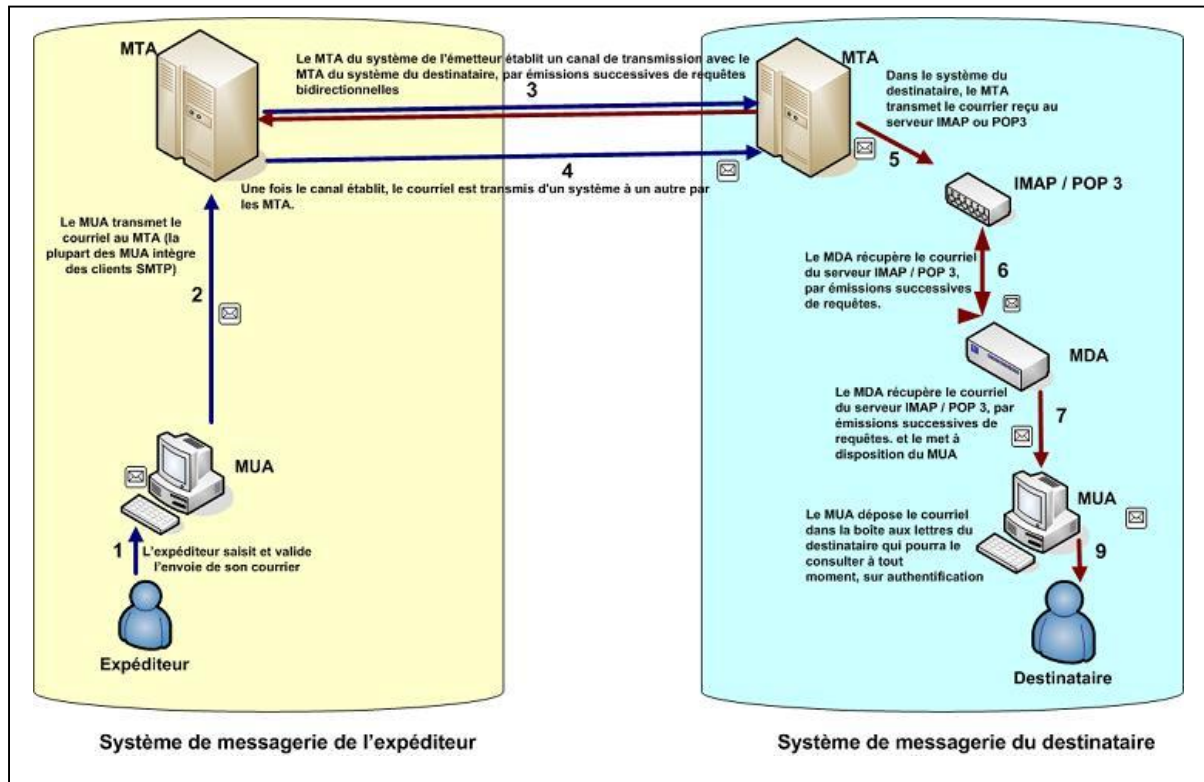 MTA
Le MTA du système de l'émetteur établit un canal de transmission avec le
MTA du système du destinataire, par émissions successives de requêtes
bidirectionnelles
3
MTA
Dans le système du
destinataire, le MTA
transmet le courrier reçu au
serveur IMAP ou POP3
5
4
Une fois le canal établit, le courriel est transmis d'un système à un autre par
les MTA.
IMAP / POP 3
Le MUA transmet le
courriel au MTA (la
plupart des MUA intègre
des clients SMTP)
2
Le MDA récupère le courriel
du serveur IMAP / POP 3,
par émissions successives
de requêtes.
6
MDA
Le MDA récupère le courriel
du serveur IMAP / POP 3, par
émissions successives de
requêtes. et le met à
disposition du MUA
7
MUA
MUA
Le MUA dépose le courriel
dans la boîte aux lettres du
destinataire qui pourra le
consulter à tout
moment, sur authentification
9
1
L'expéditeur saisit et valide
l'envoie de son courrier
Expéditeur
Destinataire
Système de messagerie de l'expéditeur
Système de messagerie du destinataire